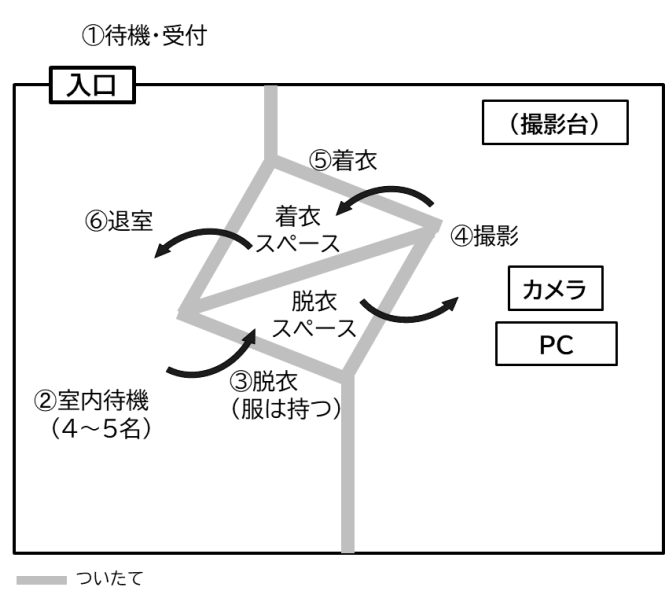 ①待機・受付
入口
（撮影台）
⑤着衣
着衣
スペース
⑥退室
④撮影
カメラ
脱衣
スペース
PC
③脱衣
（服は持つ）
②室内待機
（４～５名）
ついたて